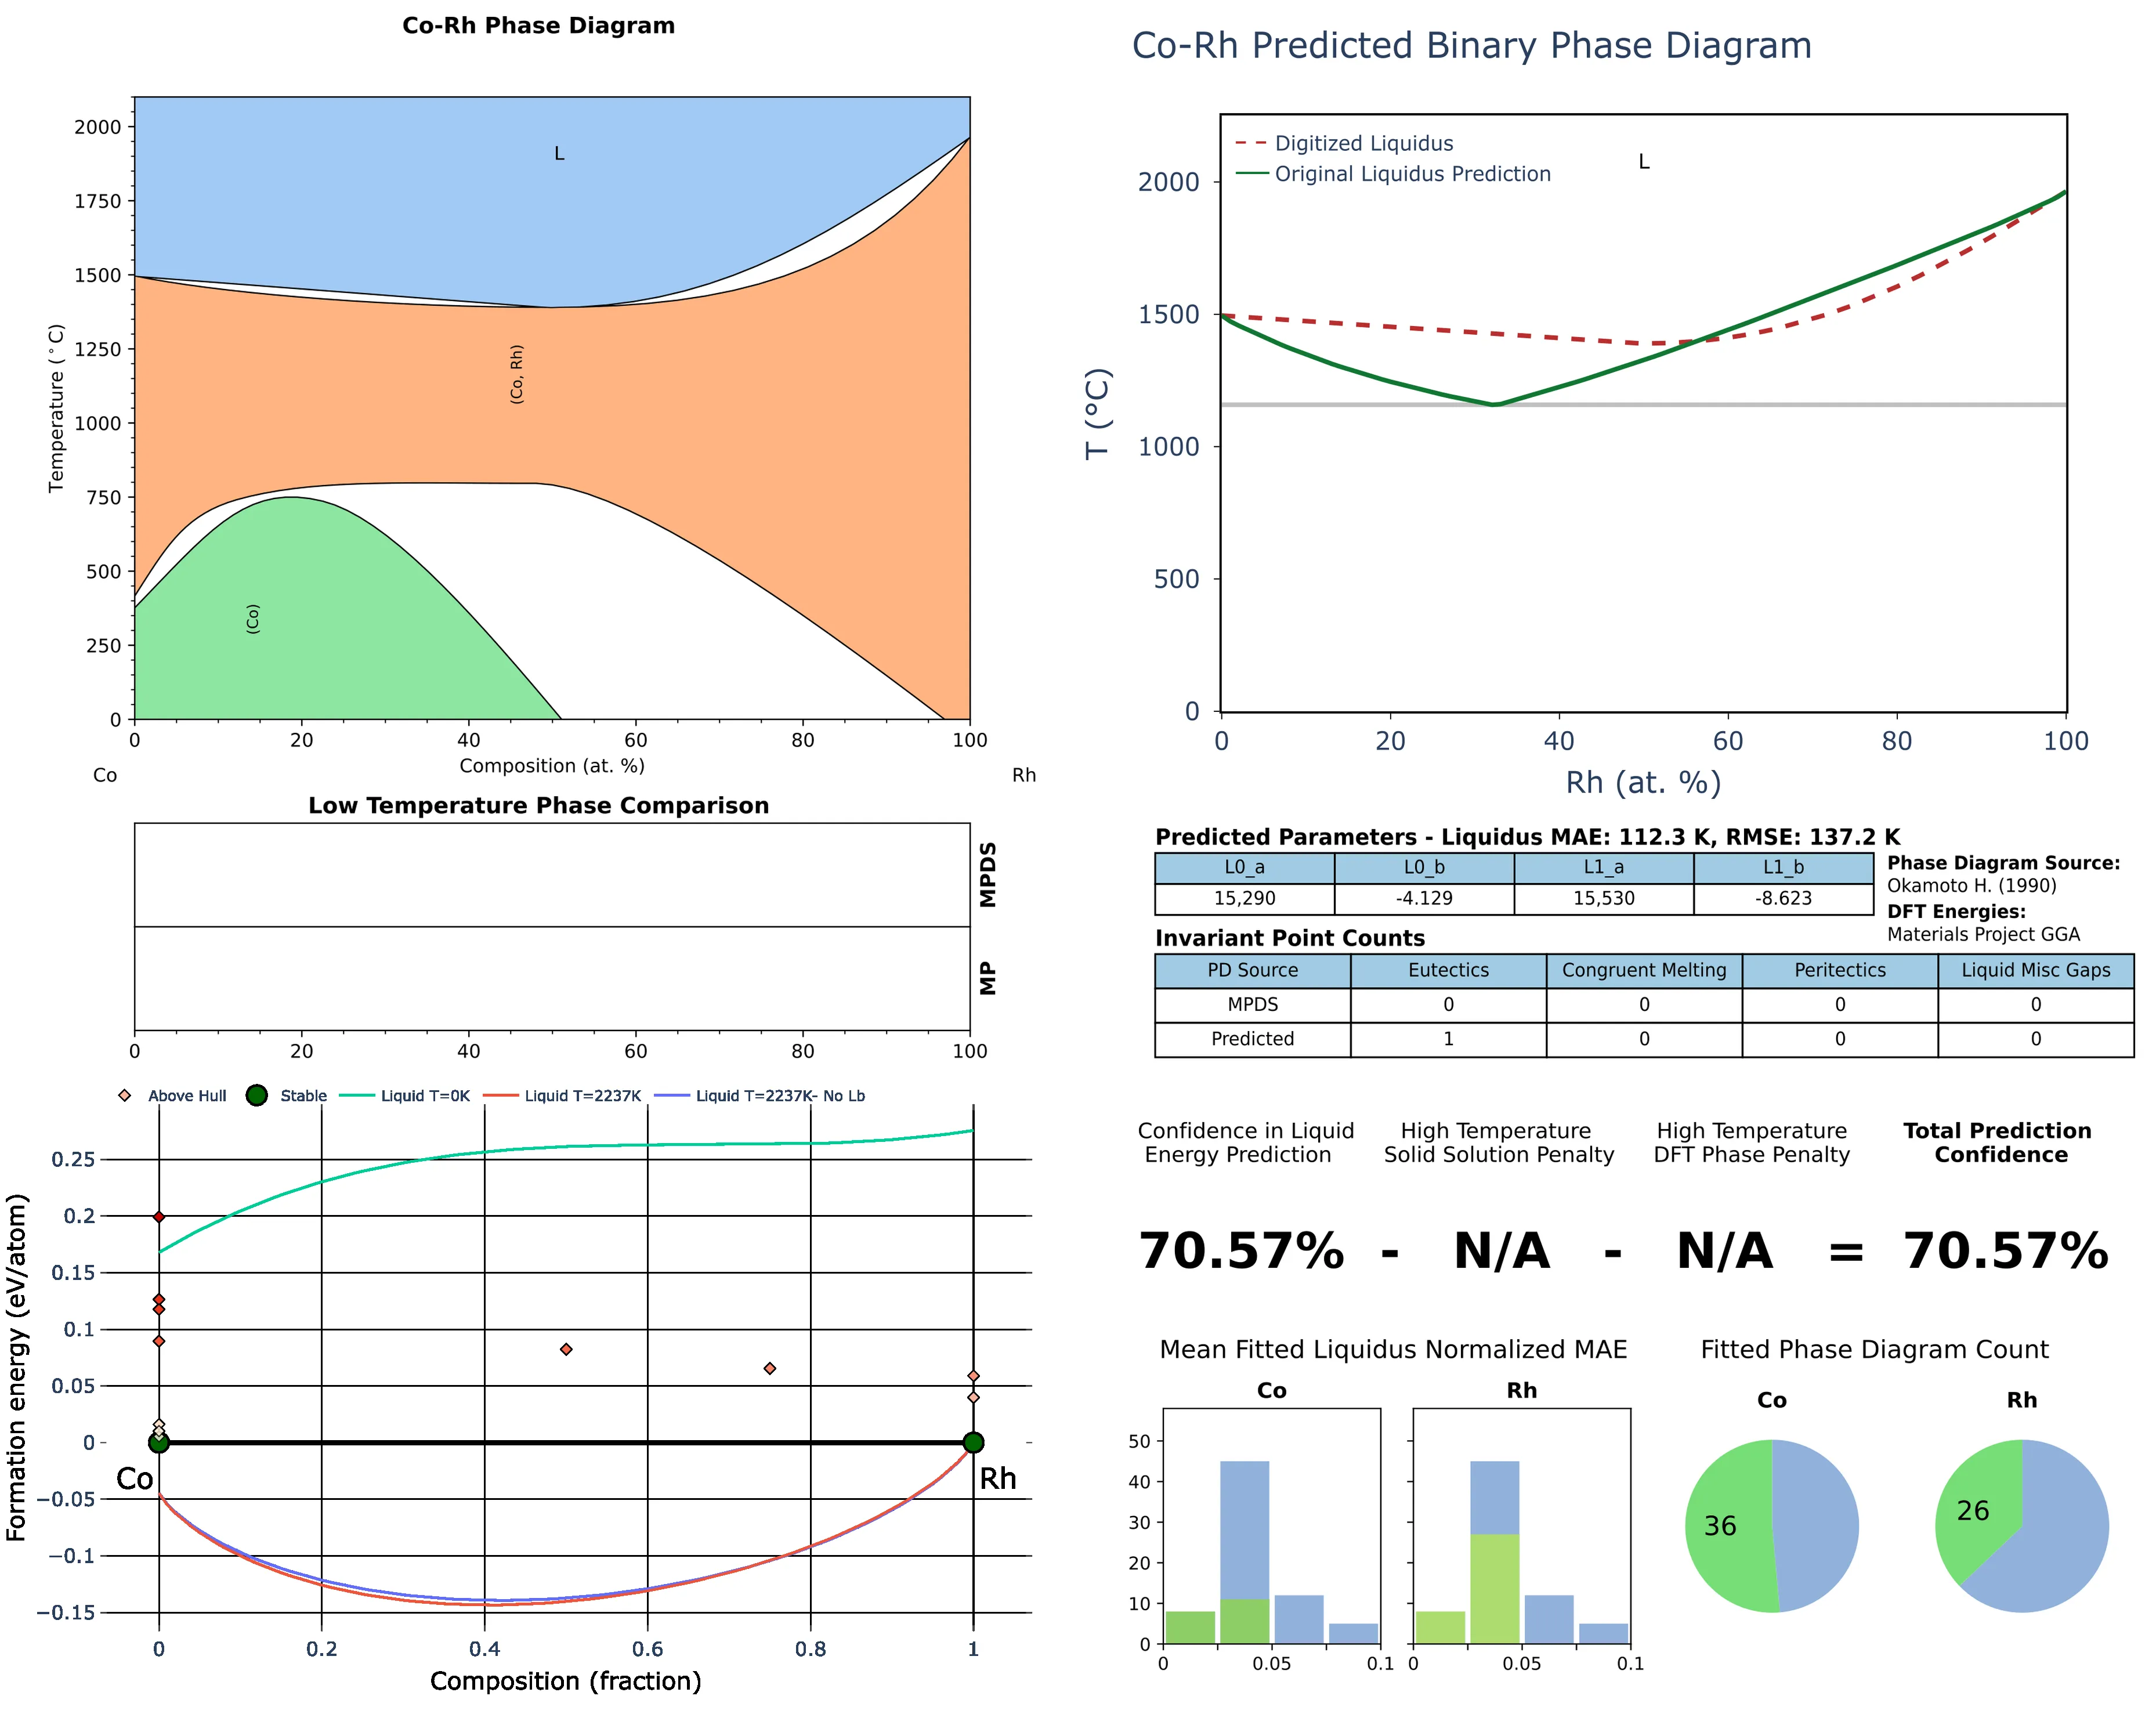 Co-Rh Phase Diagram
2000
1750
1500
1250
1000
750
500
250
0
Temperature (°C)
L
(Co, Rh)
(Co)
0 20 40 60 80 100
Composition (at. %)
Co Rh
Co-Rh Predicted Binary Phase Diagram
Digitized Liquidus
Original Liquidus Prediction
L
2000
1500
1000
500
0
T (°C)
0 20 40 60 80 100
Rh (at. %)
Low Temperature Phase Comparison
MPDS
MP
0 20 40 60 80 100
Predicted Parameters - Liquidus MAE: 112.3 K, RMSE: 137.2 K
L0_a L0_b L1_a L1_b
15,290 -4.129 15,530 -8.623
Phase Diagram Source:
Okamoto H. (1990)
DFT Energies:
Materials Project GGA
Invariant Point Counts
PD Source Eutectics Congruent Melting Peritectics Liquid Misc Gaps
MPDS 0 0 0 0
Predicted 1 0 0 0
Above Hull Stable Liquid T=0K Liquid T=2237K Liquid T=2237K- No Lb
0.25
0.2
0.15
0.1
0.05
0
−0.05
−0.1
−0.15
Formation energy (eV/atom)
Co Rh
0 0.2 0.4 0.6 0.8 1
Composition (fraction)
Confidence in Liquid
Energy Prediction
High Temperature
Solid Solution Penalty
High Temperature
DFT Phase Penalty
Total Prediction
Confidence
70.57% - N/A - N/A = 70.57%
Mean Fitted Liquidus Normalized MAE
Co
Rh
50
40
30
20
10
0
0 0.05 0.1
0 0.05 0.1
Fitted Phase Diagram Count
Co
36
Rh
26